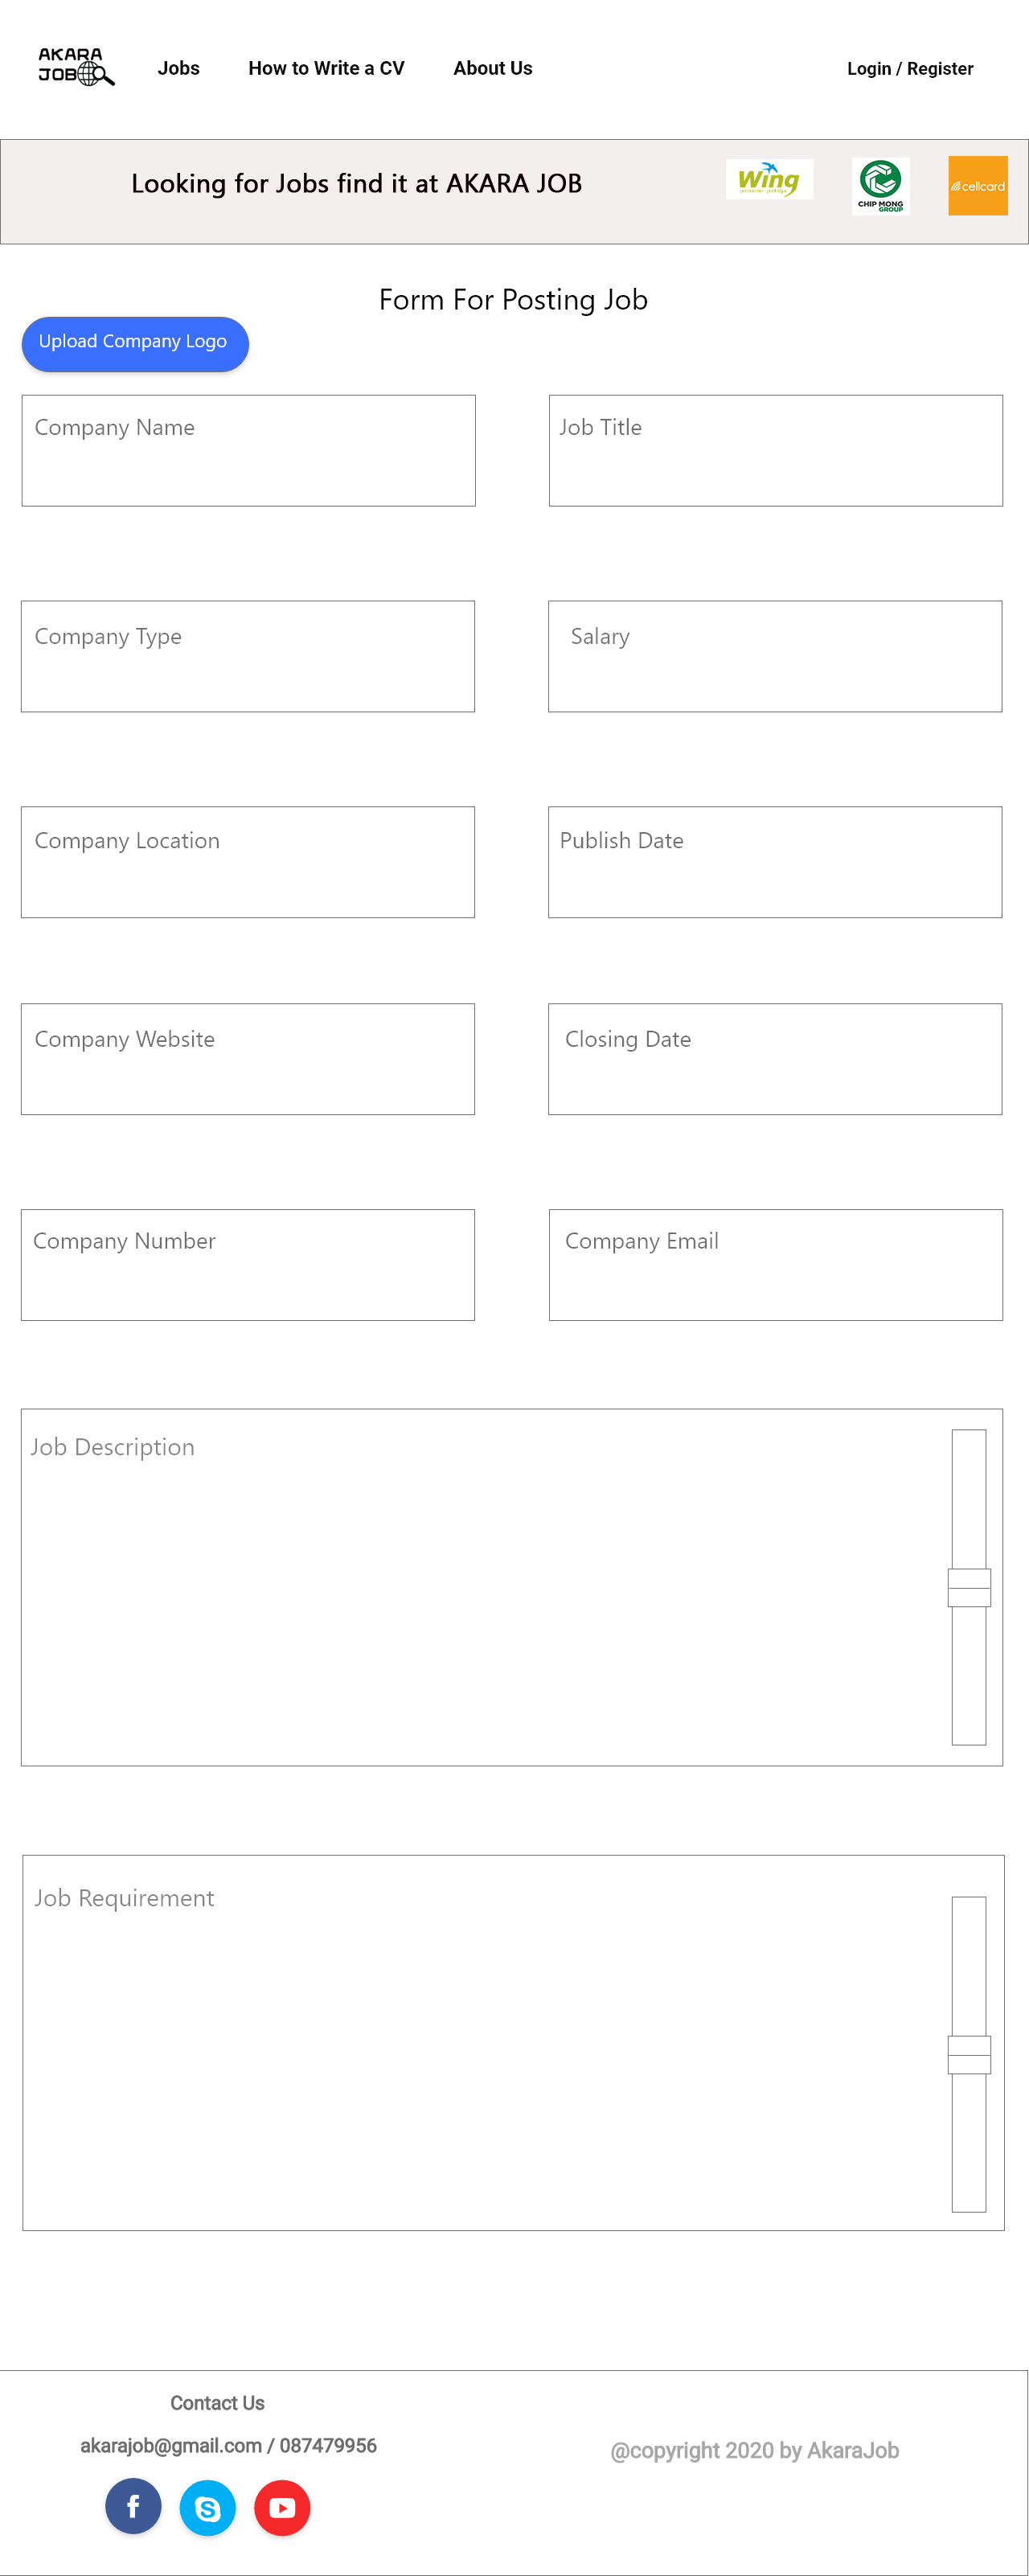 AKARA
JOB
Jobs
How to Write a CV
About Us
Login / Register
Looking for Jobs find it at AKARA JOB
Wing
CHIP MONG
GROUP
cellcard
Form For Posting Job
Upload Company Logo
Company Name
Job Title
Company Type
Salary
Company Location
Publish Date
Company Website
Closing Date
Company Number
Company Email
Job Description
Job Requirement
Contact Us
akarajob@gmail.com / 087479956
@copyright 2020 by AkaraJob